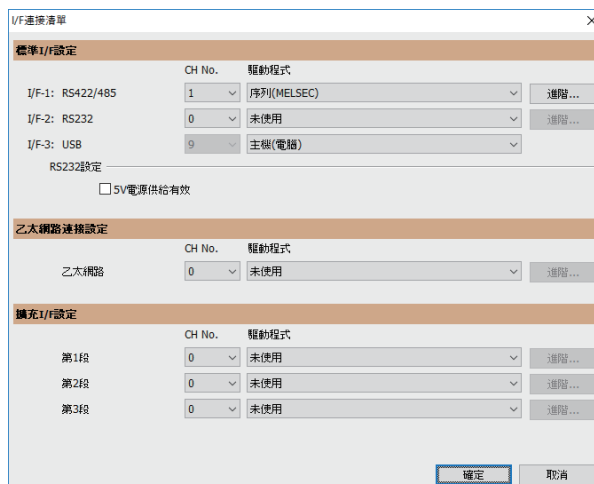 I/F連接清單
標準I/F設定
CH No. 驅動程式
I/F-1: RS422/485 1 序列(MELSEC) 進階...
I/F-2: RS232 0 未使用 進階...
I/F-3: USB 9 主機(電腦)
RS232設定
5V電源供給有效
乙太網路連接設定
CH No. 驅動程式
乙太網路 0 未使用 進階...
擴充I/F設定
CH No. 驅動程式
第1段 0 未使用 進階...
第2段 0 未使用 進階...
第3段 0 未使用 進階...
確定 取消